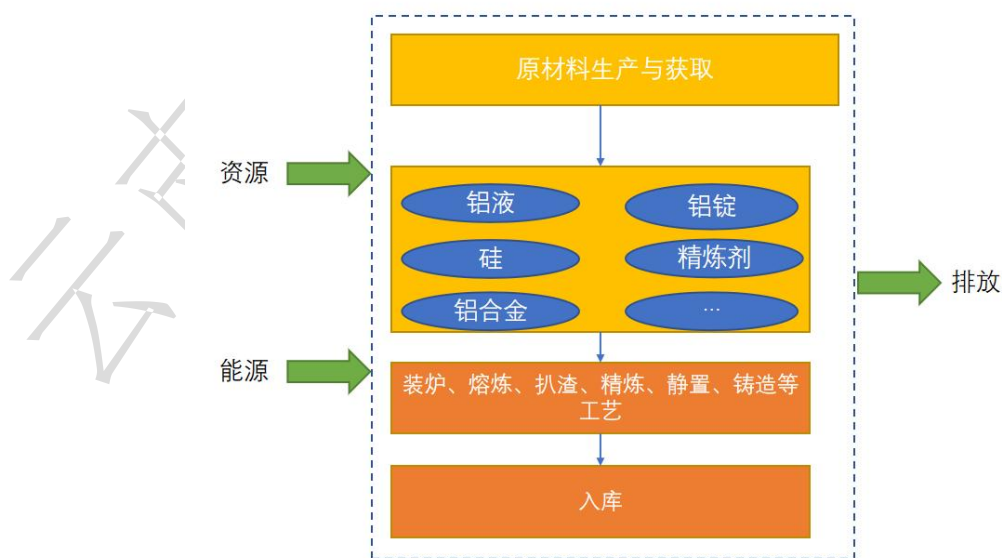 原材料生产与获取
资源
铝液
铝锭
硅
精炼剂
铝合金
...
排放
能源
装炉、熔炼、扒渣、精炼、静置、铸造等
工艺
入库